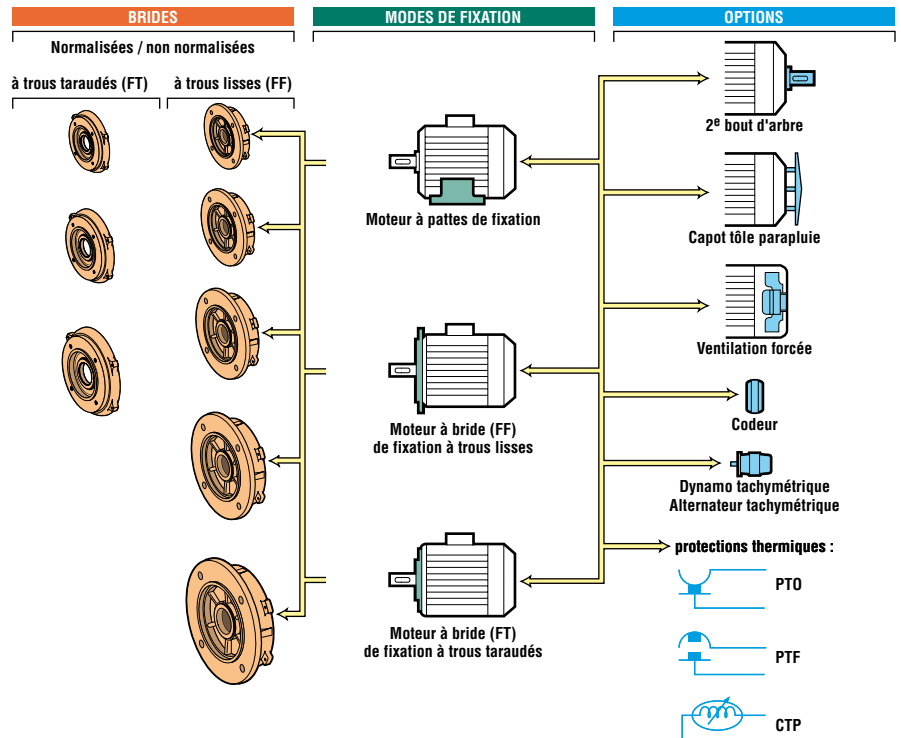 BRIDES
Normalisées / non normalisées
à trous taraudés (FT)
à trous lisses (FF)
MODES DE FIXATION
Moteur à pattes de fixation
Moteur à bride (FF)
de fixation à trous lisses
Moteur à bride (FT)
de fixation à trous taraudés
OPTIONS
2e bout d'arbre
Capot tôle parapluie
Ventilation forcée
Codeur
Dynamo tachymétrique
Alternateur tachymétrique
protections thermiques :
PTO
PTF
CTP